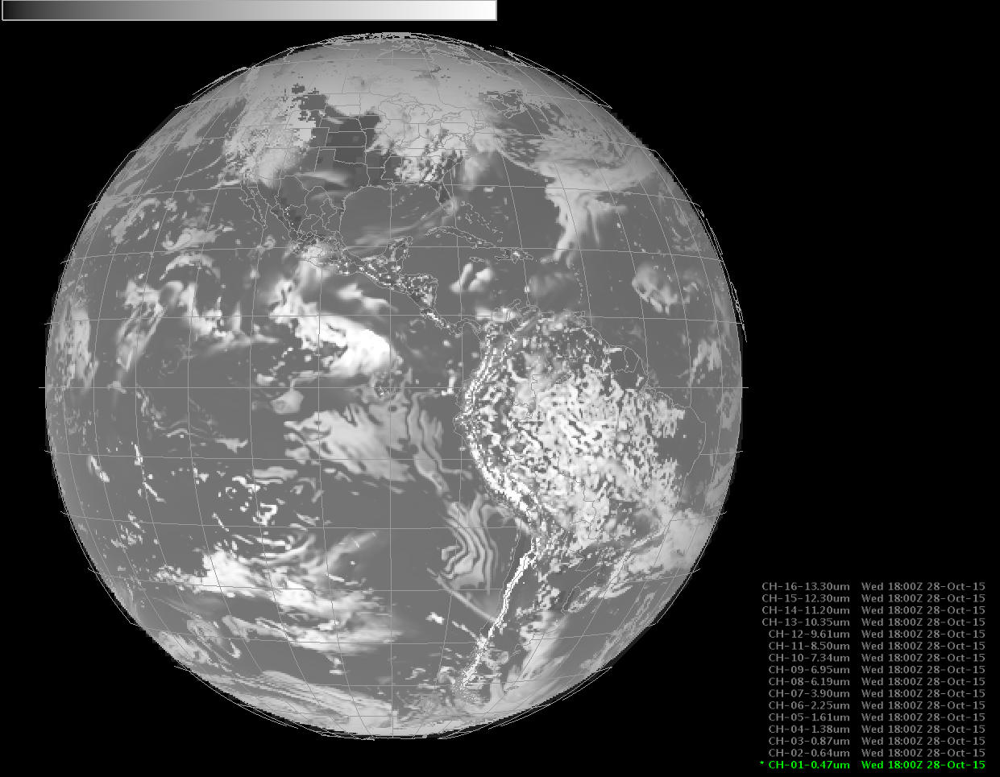 CH-16-13.30um Wed 18:00Z 28-Oct-15
CH-15-12.30um Wed 18:00Z 28-Oct-15
CH-14-11.20um Wed 18:00Z 28-Oct-15
CH-13-10.35um Wed 18:00Z 28-Oct-15
CH-12-9.61um Wed 18:00Z 28-Oct-15
CH-11-8.50um Wed 18:00Z 28-Oct-15
CH-10-7.34um Wed 18:00Z 28-Oct-15
CH-09-6.95um Wed 18:00Z 28-Oct-15
CH-08-6.19um Wed 18:00Z 28-Oct-15
CH-07-3.90um Wed 18:00Z 28-Oct-15
CH-06-2.25um Wed 18:00Z 28-Oct-15
CH-05-1.61um Wed 18:00Z 28-Oct-15
CH-04-1.38um Wed 18:00Z 28-Oct-15
CH-03-0.87um Wed 18:00Z 28-Oct-15
CH-02-0.64um Wed 18:00Z 28-Oct-15
* CH-01-0.47um Wed 18:00Z 28-Oct-15